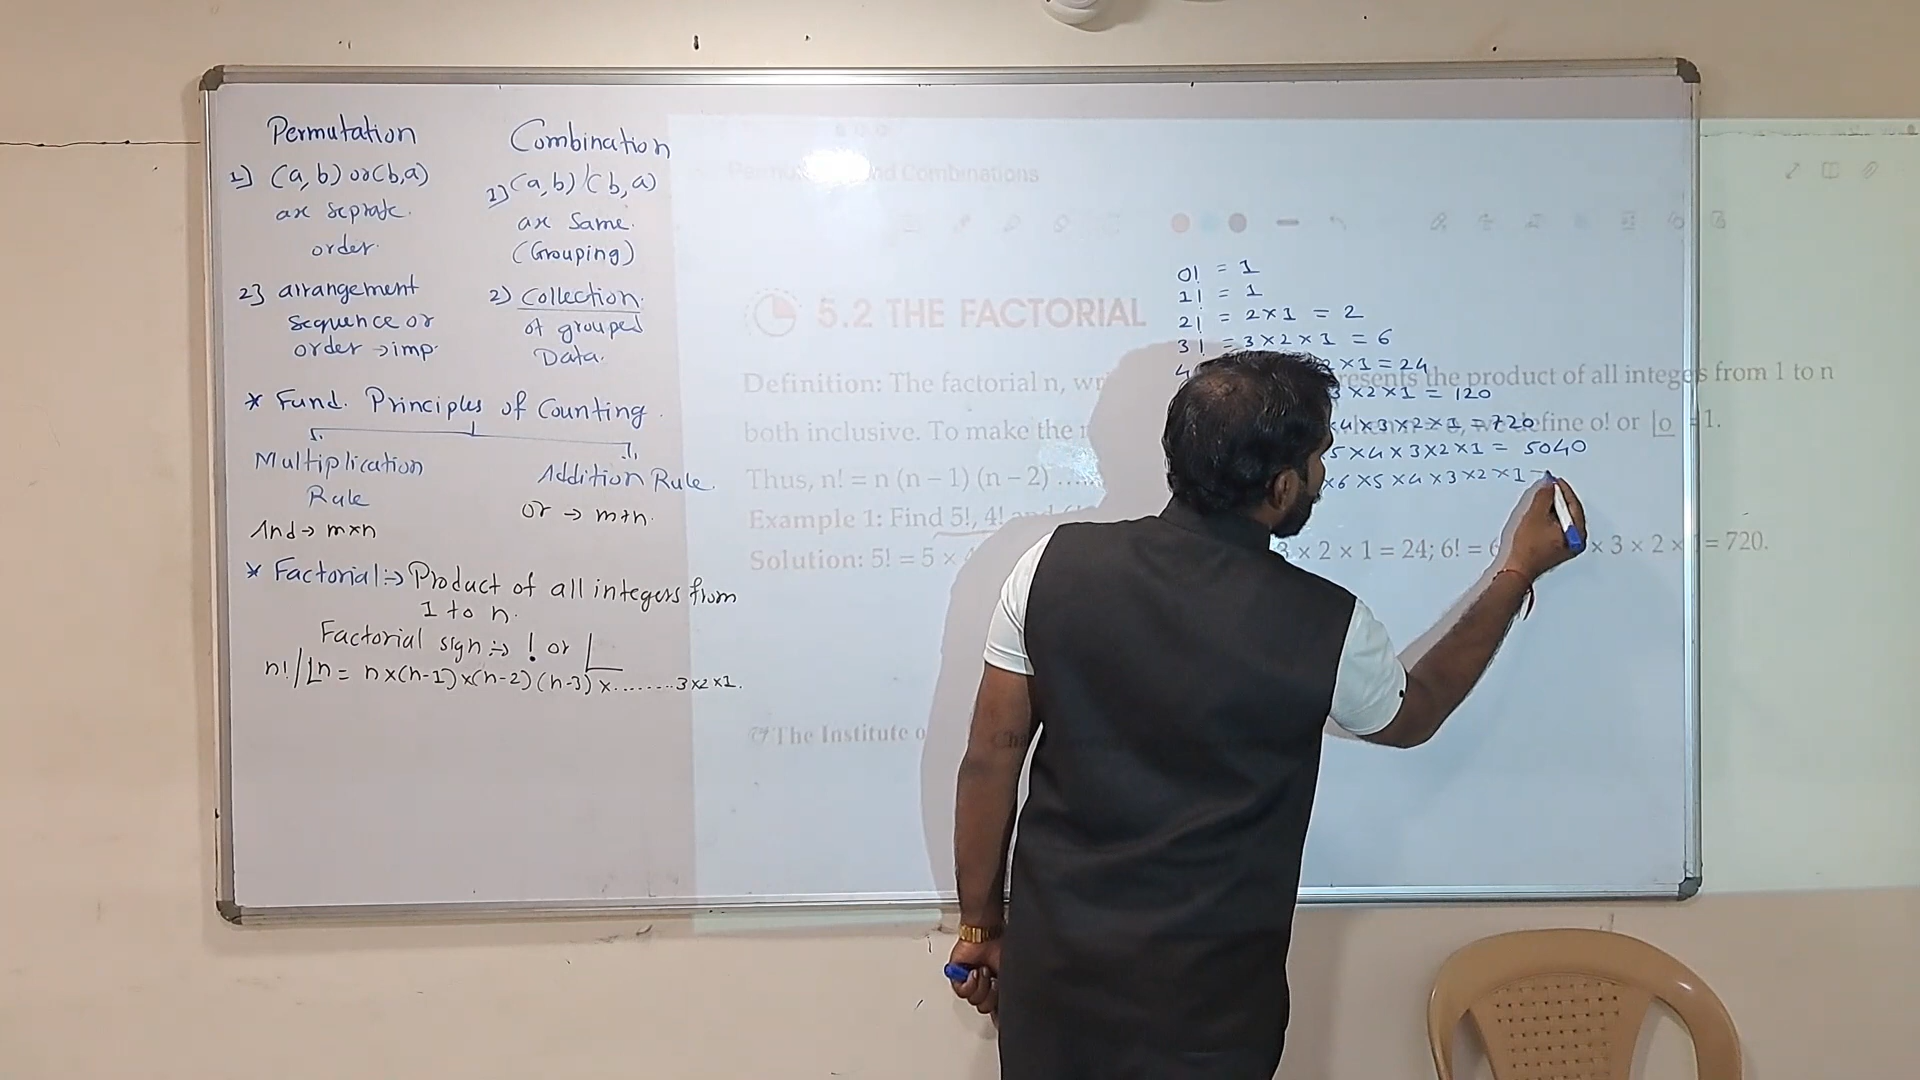 Permutation
1) (a, b) or (b,a)
are seprate.
order.
2) arrangement
sequence or
order → imp.
Combination
1) (a, b) / (b, a)
are same.
(Grouping)
2) Collection.
of grouped
Data.
* Fund. Principles of Counting.
Multiplication
Rule
And → m×n
Addition Rule.
or → m+n.
* Factorial :→ Product of all integers from
1 to n.
Factorial sign :→ ! or |_
n! / |n = n×(n-1)×(n-2)(n-3)×........3×2×1.
and Combinations
5.2 THE FACTORIAL
Definition: The factorial n, presents the product of all integes from 1 to n
both inclusive. To make the define o! or |o = 1.
Thus, n! = n (n – 1) (n – 2) .....
Example 1: Find 5!, 4!
Solution: 5! = 5 × 3 × 2 × 1 = 24; 6! = 6 × 3 × 2 × 1 = 720.
The Institute
0! = 1
1! = 1
2! = 2×1 = 2
3! = 3×2×1 = 6
4 2×1 = 24
3×2×1 = 120
×4×3×2×1 = 720
5×4×3×2×1 = 5040
×6×5×4×3×2×1 =